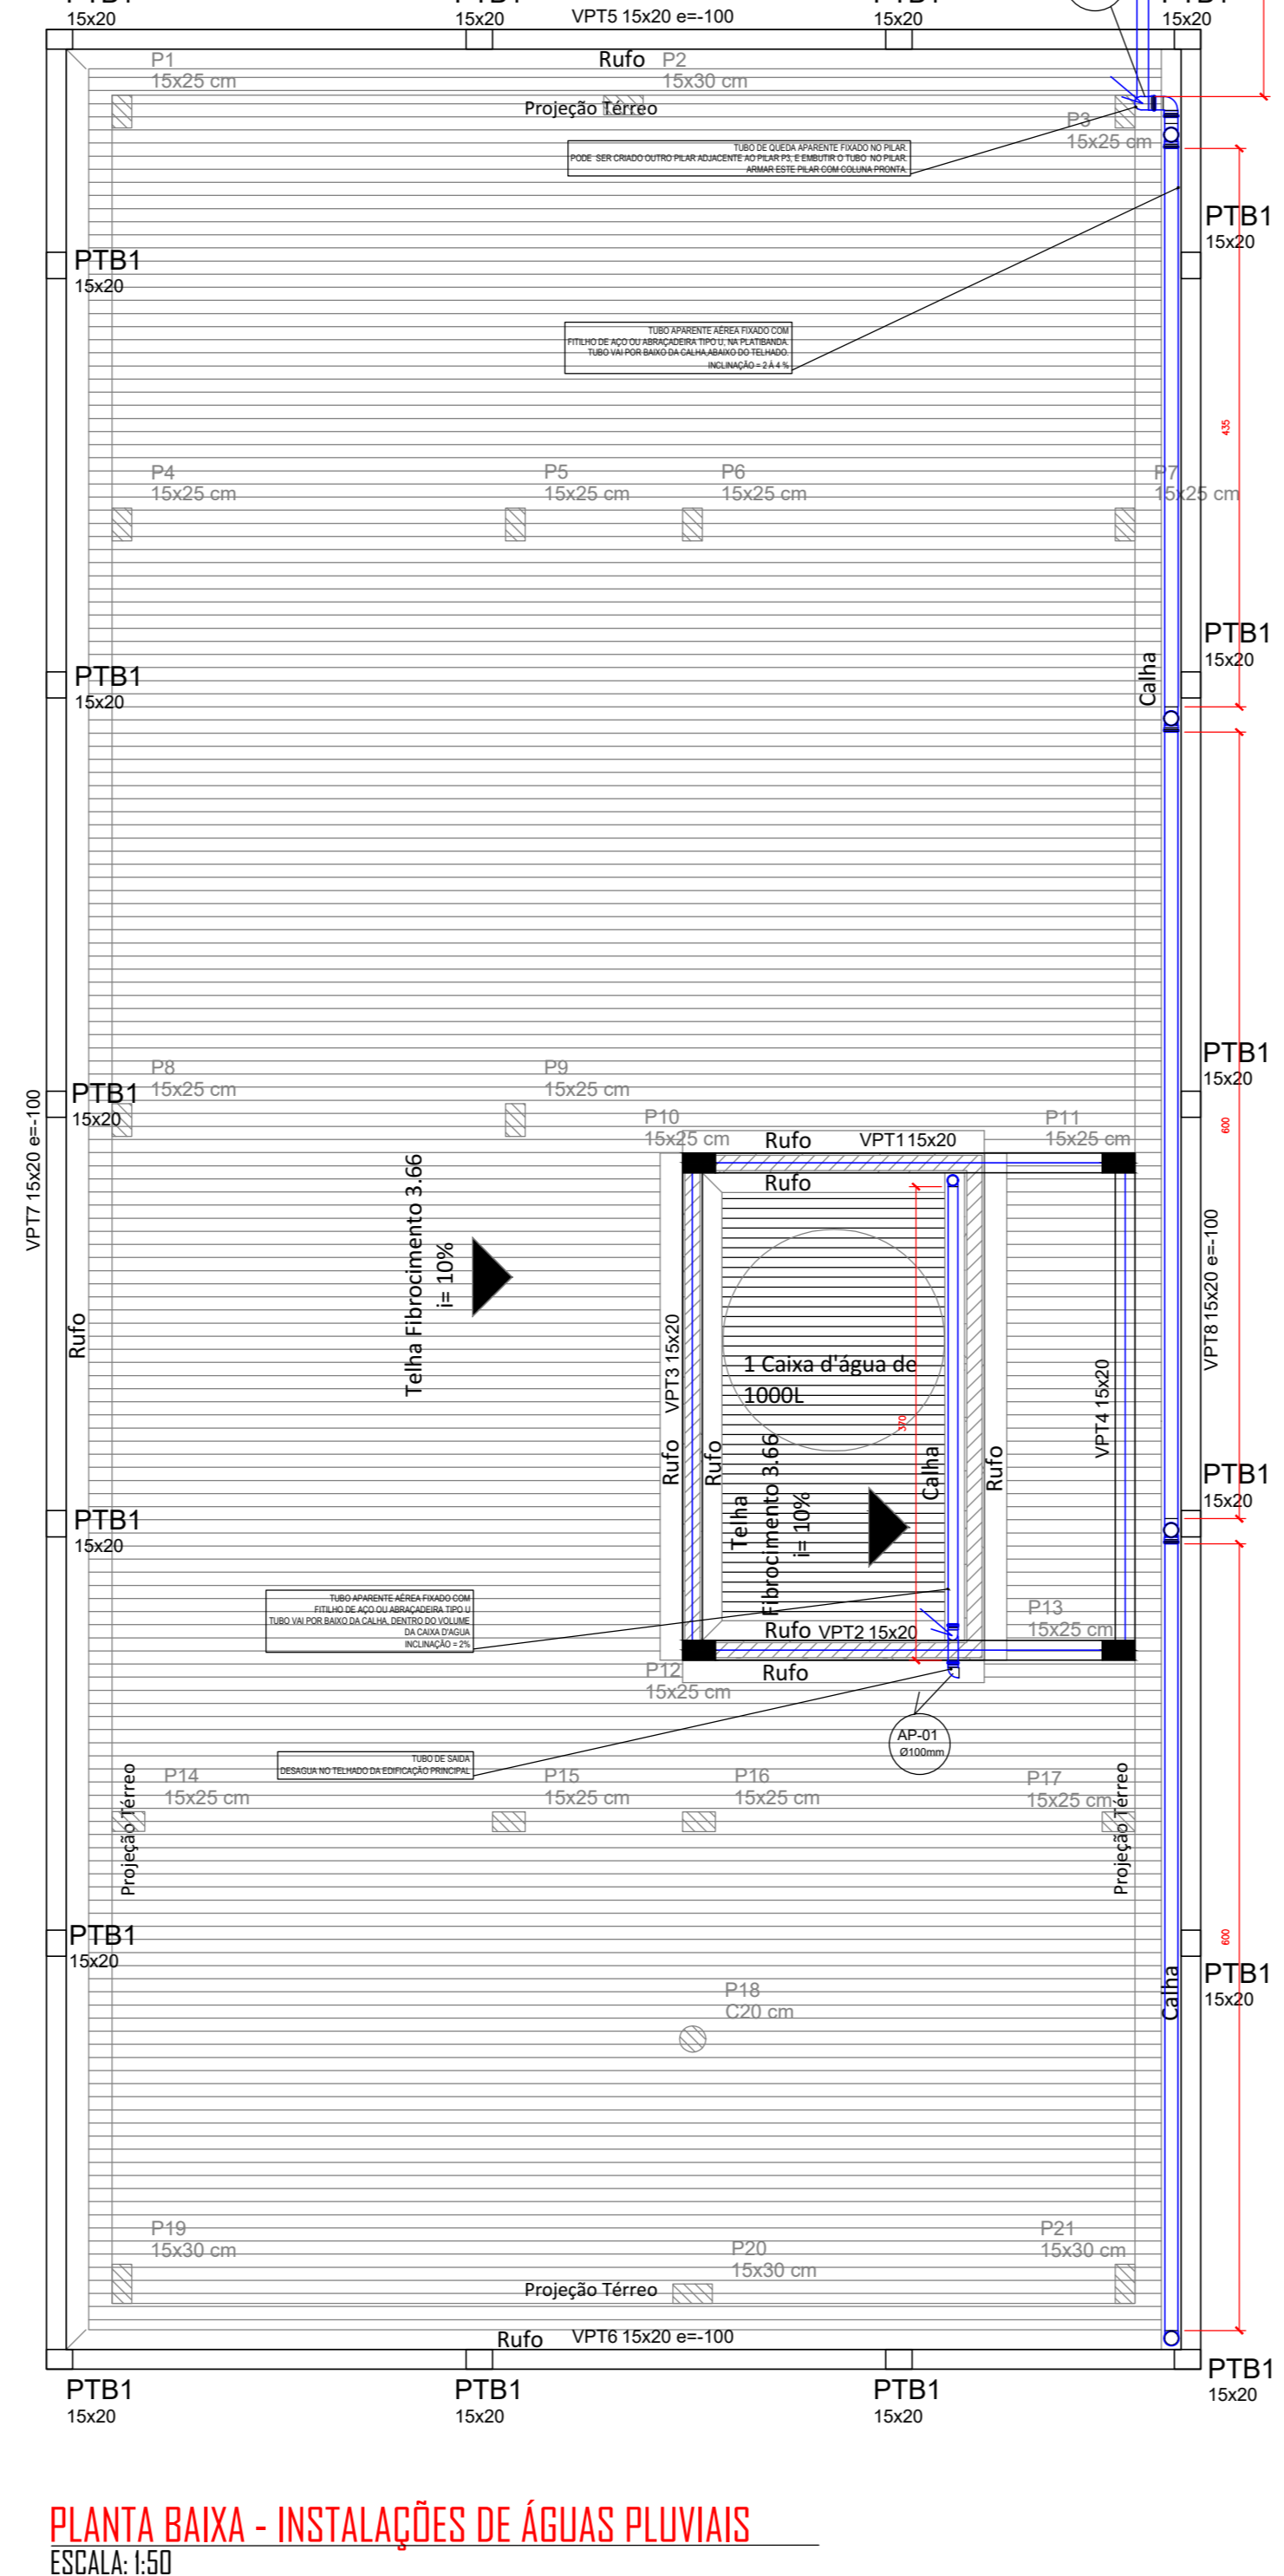 15x20
15x20
VPT5 15x20 e=-100
15x20
15x20
Rufo
P1
15x25 cm
P2
15x30 cm
Projeção Térreo
P3
15x25 cm
TUBO DE QUEDA APARENTE FIXADO NO PILAR.
PODE SER CRIADO OUTRO PILAR ADJACENTE AO PILAR P3, E EMBUTIR O TUBO NO PILAR.
ARMAR ESTE PILAR COM COLUNA PRONTA.
PTB1
15x20
PTB1
15x20
TUBO APARENTE AÉREA FIXADO COM
FITILHO DE AÇO OU ABRAÇADEIRA TIPO U, NA PLATIBANDA.
TUBO VAI POR BAIXO DA CALHA,ABAIXO DO TELHADO.
INCLINAÇÃO = 2 À 4 %
435
P4
15x25 cm
P5
15x25 cm
P6
15x25 cm
P7
15x25 cm
PTB1
15x20
PTB1
15x20
Calha
P8
15x25 cm
P9
15x25 cm
PTB1
15x20
PTB1
15x20
VPT7 15x20 e=-100
P10
15x25 cm
P11
15x25 cm
600
Rufo
VPT1 15x20
Rufo
Telha Fibrocimento 3.66
i= 10%
Rufo
VPT3 15x20
Rufo
Rufo
1 Caixa d'água de
1000L
370
Calha
Rufo
VPT4 15x20
VPT8 15x20 e=-100
Telha
Fibrocimento 3.66
i= 10%
PTB1
15x20
PTB1
15x20
TUBO APARENTE AÉREA FIXADO COM
FITILHO DE AÇO OU ABRAÇADEIRA TIPO U
TUBO VAI POR BAIXO DA CALHA, DENTRO DO VOLUME
DA CAIXA D'AGUA
INCLINAÇÃO = 2%
P13
15x25 cm
Rufo
VPT2 15x20
Rufo
P12
15x25 cm
AP-01
Ø100mm
TUBO DE SAIDA
DESAGUA NO TELHADO DA EDIFICAÇÃO PRINCIPAL
P14
15x25 cm
P15
15x25 cm
P16
15x25 cm
P17
15x25 cm
Projeção Térreo
Projeção Térreo
PTB1
15x20
600
PTB1
15x20
Calha
P18
C20 cm
P19
15x30 cm
P20
15x30 cm
P21
15x30 cm
Projeção Térreo
Rufo
VPT6 15x20 e=-100
PTB1
15x20
PTB1
15x20
PTB1
15x20
PTB1
15x20
PLANTA BAIXA - INSTALAÇÕES DE ÁGUAS PLUVIAIS
ESCALA: 1:50